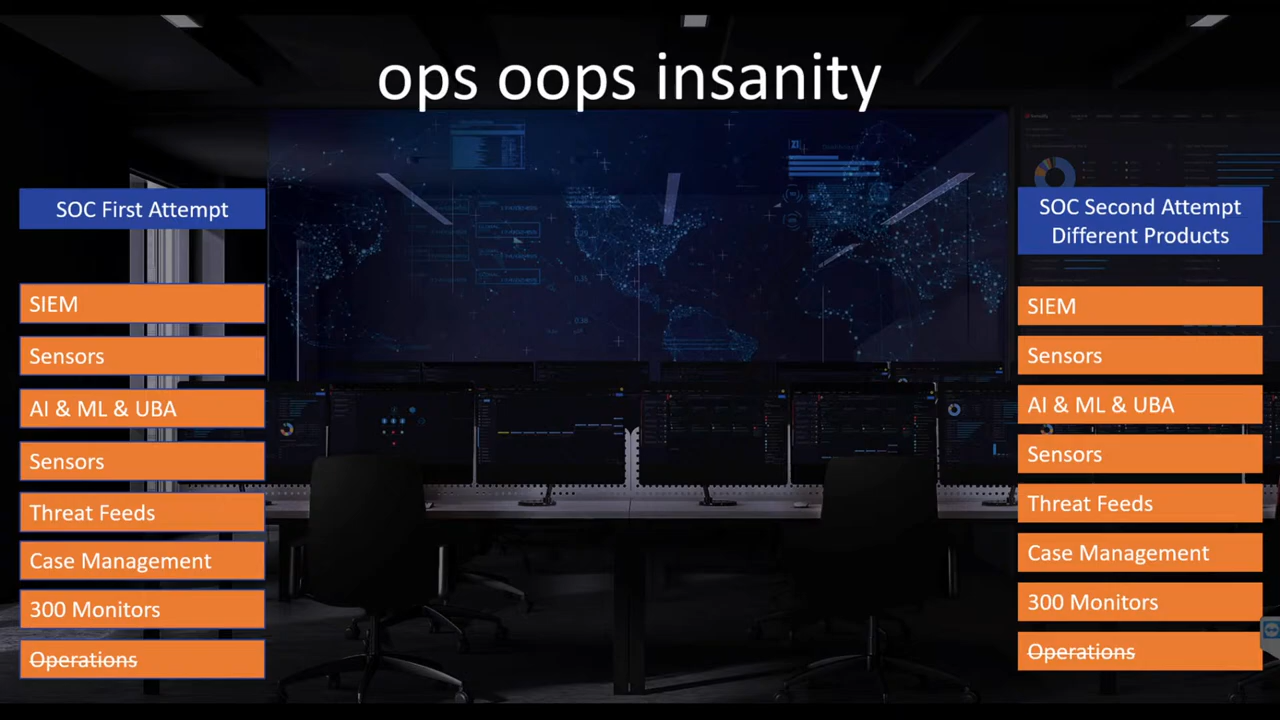 ops oops insanity
SOC First Attempt
SIEM
Sensors
AI & ML & UBA
Sensors
Threat Feeds
Case Management
300 Monitors
Operations
SOC Second Attempt
Different Products
SIEM
Sensors
AI & ML & UBA
Sensors
Threat Feeds
Case Management
300 Monitors
Operations